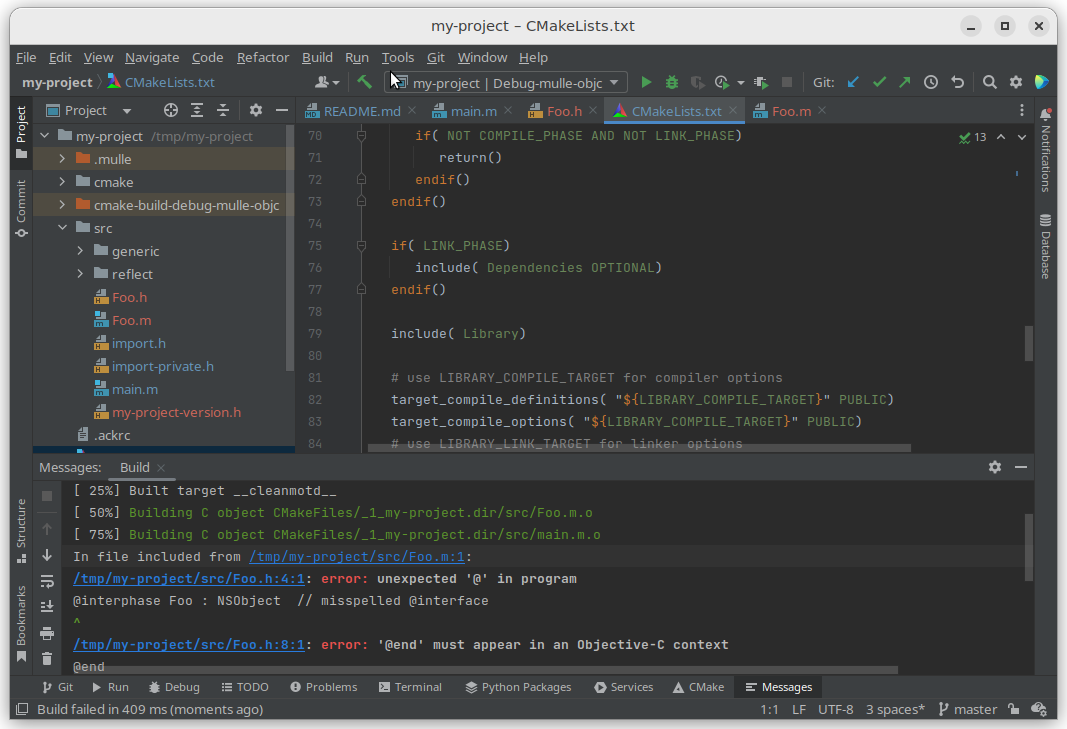 my-project – CMakeLists.txt
File Edit View Navigate Code Refactor Build Run Tools Git Window Help
my-project CMakeLists.txt my-project | Debug-mulle-objc Git:
Project Project README.md main.m Foo.h CMakeLists.txt Foo.m
my-project /tmp/my-project
.mulle
cmake
cmake-build-debug-mulle-objc
src
generic
reflect
Foo.h
Foo.m
import.h
import-private.h
main.m
my-project-version.h
.ackrc
Commit
70 if( NOT COMPILE_PHASE AND NOT LINK_PHASE)
71 return()
72 endif()
73 endif()
74
75 if( LINK_PHASE)
76 include( Dependencies OPTIONAL)
77 endif()
78
79 include( Library)
80
81 # use LIBRARY_COMPILE_TARGET for compiler options
82 target_compile_definitions( "${LIBRARY_COMPILE_TARGET}" PUBLIC)
83 target_compile_options( "${LIBRARY_COMPILE_TARGET}" PUBLIC)
84 # use LIBRARY_LINK_TARGET for linker options
13
Notifications
Database
Messages: Build
[ 25%] Built target __cleanmotd__
[ 50%] Building C object CMakeFiles/_1_my-project.dir/src/Foo.m.o
[ 75%] Building C object CMakeFiles/_1_my-project.dir/src/main.m.o
In file included from /tmp/my-project/src/Foo.m:1:
/tmp/my-project/src/Foo.h:4:1: error: unexpected '@' in program
@interphase Foo : NSObject // misspelled @interface
^
/tmp/my-project/src/Foo.h:8:1: error: '@end' must appear in an Objective-C context
@end
Structure
Bookmarks
Git Run Debug TODO Problems Terminal Python Packages Services CMake Messages
Build failed in 409 ms (moments ago) 1:1 LF UTF-8 3 spaces* master